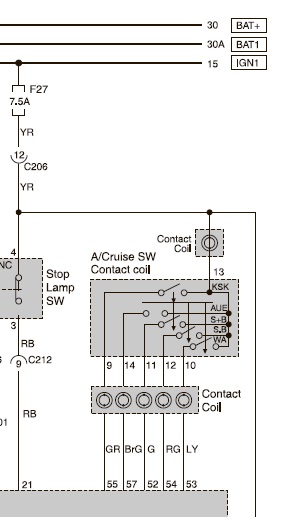 30 BAT+
30A BAT1
15 IGN1
F27
7.5A
YR
12
C206
YR
Contact
Coil
4
NC
A/Cruise SW
Contact coil
13
KSK
Stop
Lamp
SW
AUE
S+B
S.B
WA
3
RB
9 C212
9 14 11 12 10
Contact
Coil
RB
01
GR BrG G RG LY
21
55 57 52 54 53